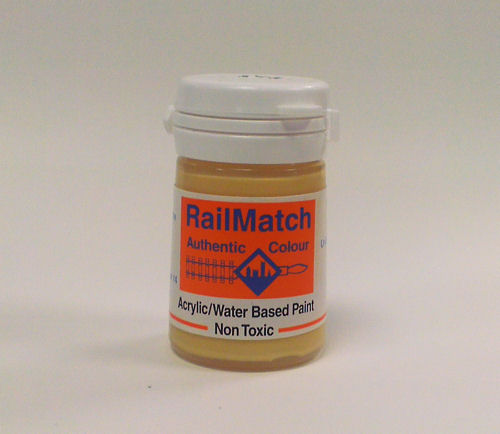 RailMatch
Authentic Colour
Acrylic/Water Based Paint
Non Toxic